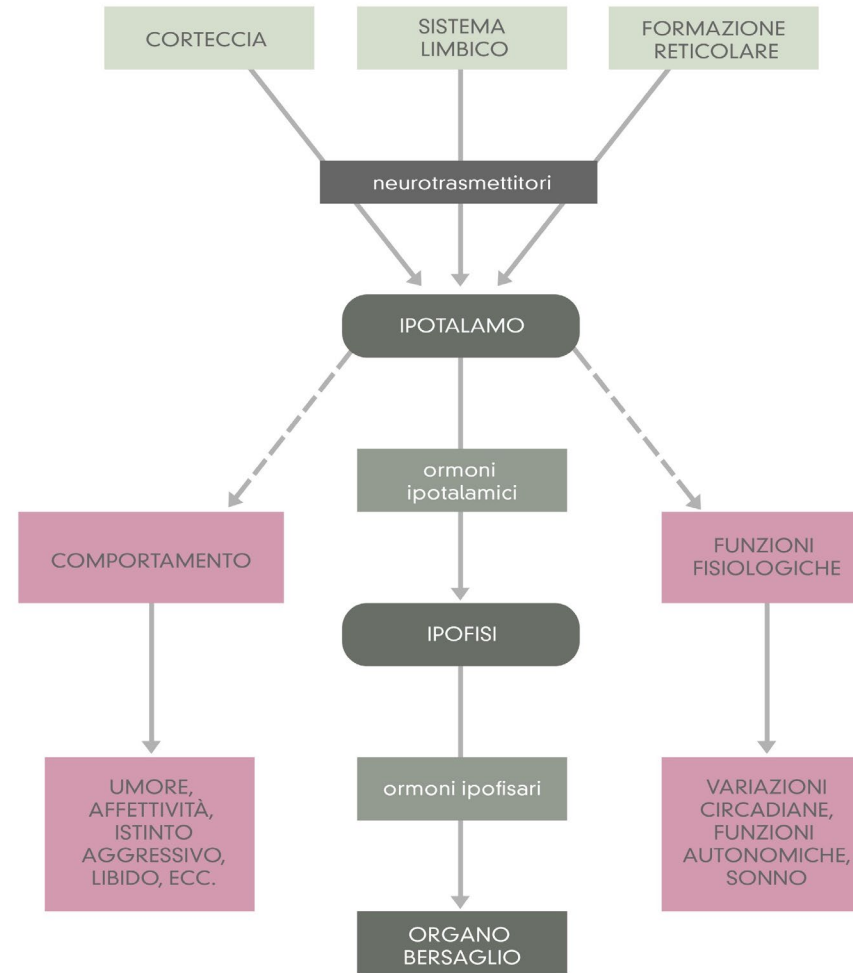 CORTECCIA
SISTEMA
LIMBICO
FORMAZIONE
RETICOLARE
neurotrasmettitori
IPOTALAMO
ormoni
ipotalamici
COMPORTAMENTO
FUNZIONI
FISIOLOGICHE
IPOFISI
UMORE,
AFFETTIVITÀ,
ISTINTO
AGGRESSIVO,
LIBIDO, ECC.
ormoni ipofisari
VARIAZIONI
CIRCADIANE,
FUNZIONI
AUTONOMICHE,
SONNO
ORGANO
BERSAGLIO